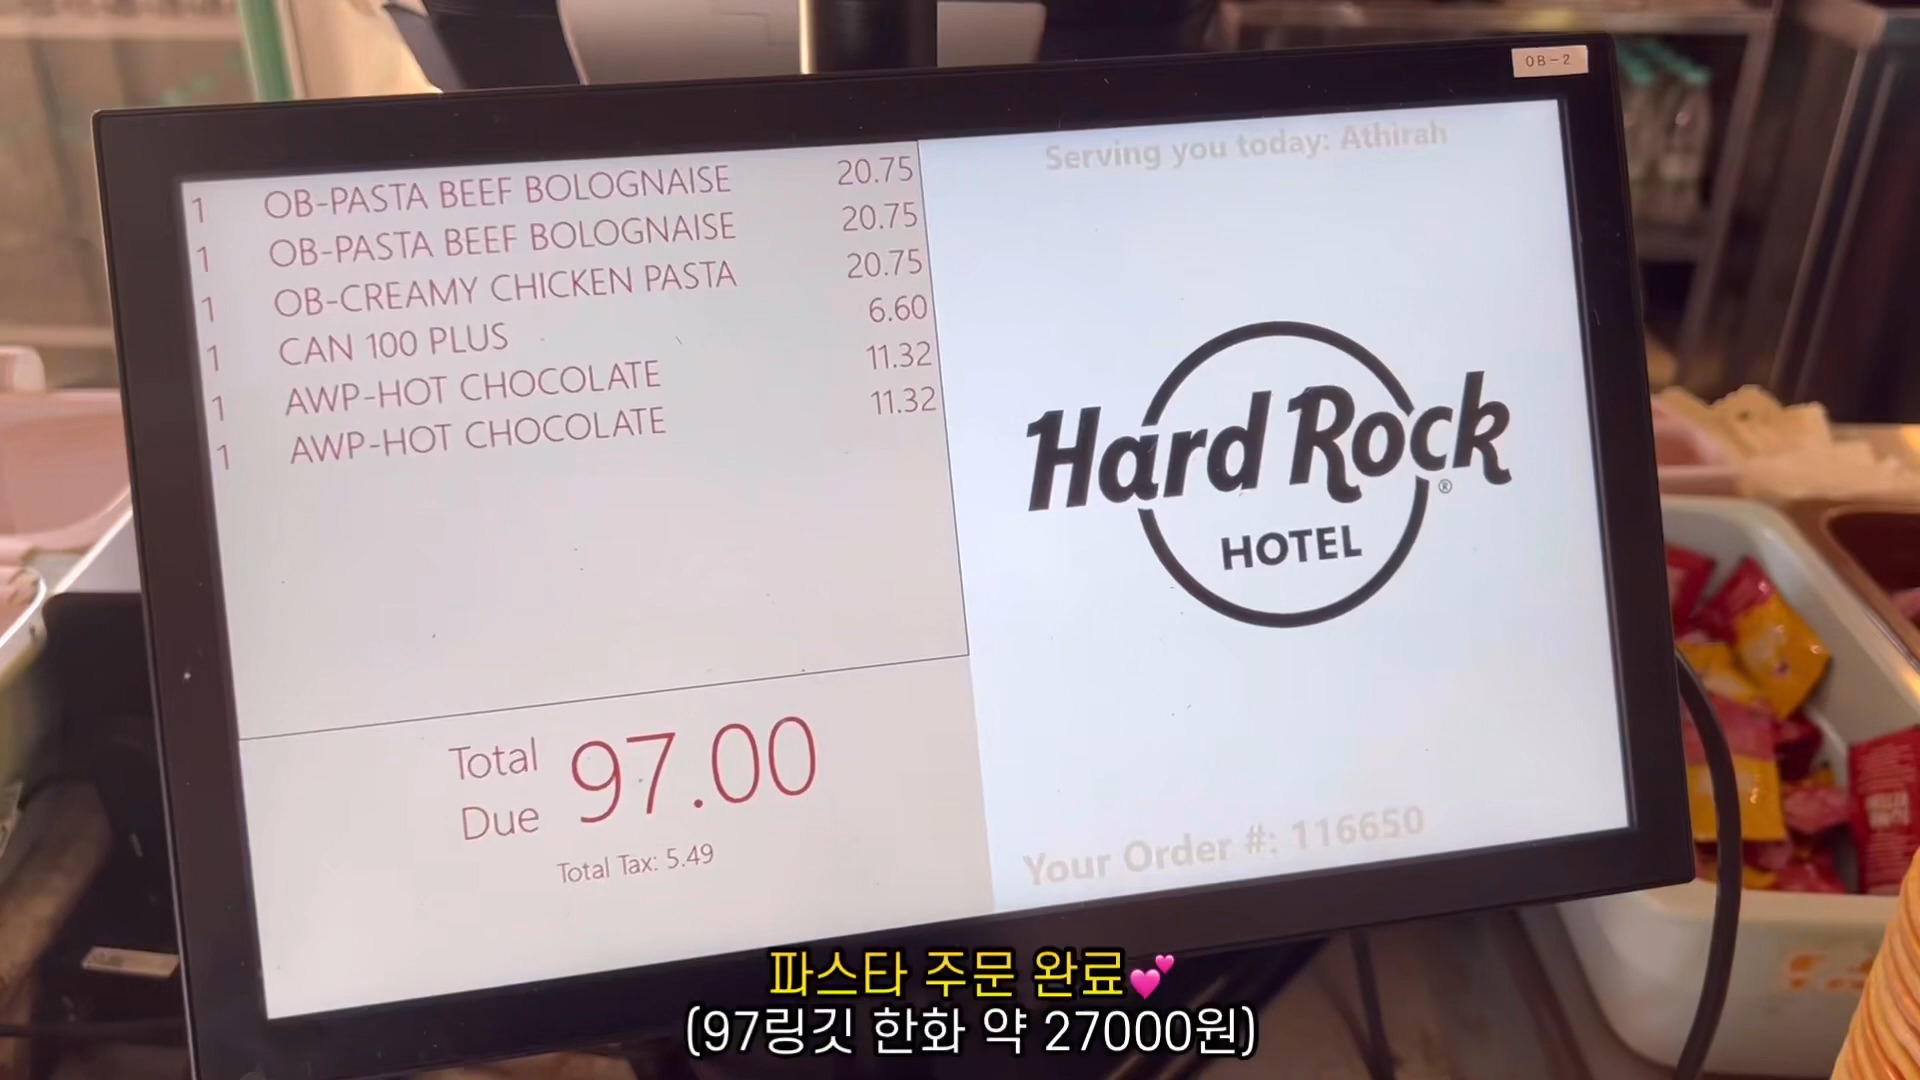 OB-2
Serving you today: Athirah
1 OB-PASTA BEEF BOLOGNAISE 20.75
1 OB-PASTA BEEF BOLOGNAISE 20.75
1 OB-CREAMY CHICKEN PASTA 20.75
1 CAN 100 PLUS 6.60
1 AWP-HOT CHOCOLATE 11.32
1 AWP-HOT CHOCOLATE 11.32
Hard Rock®
HOTEL
Total Due 97.00
Total Tax: 5.49
Your Order #: 116650
파스타 주문 완료💕
(97링깃 한화 약 27000원)